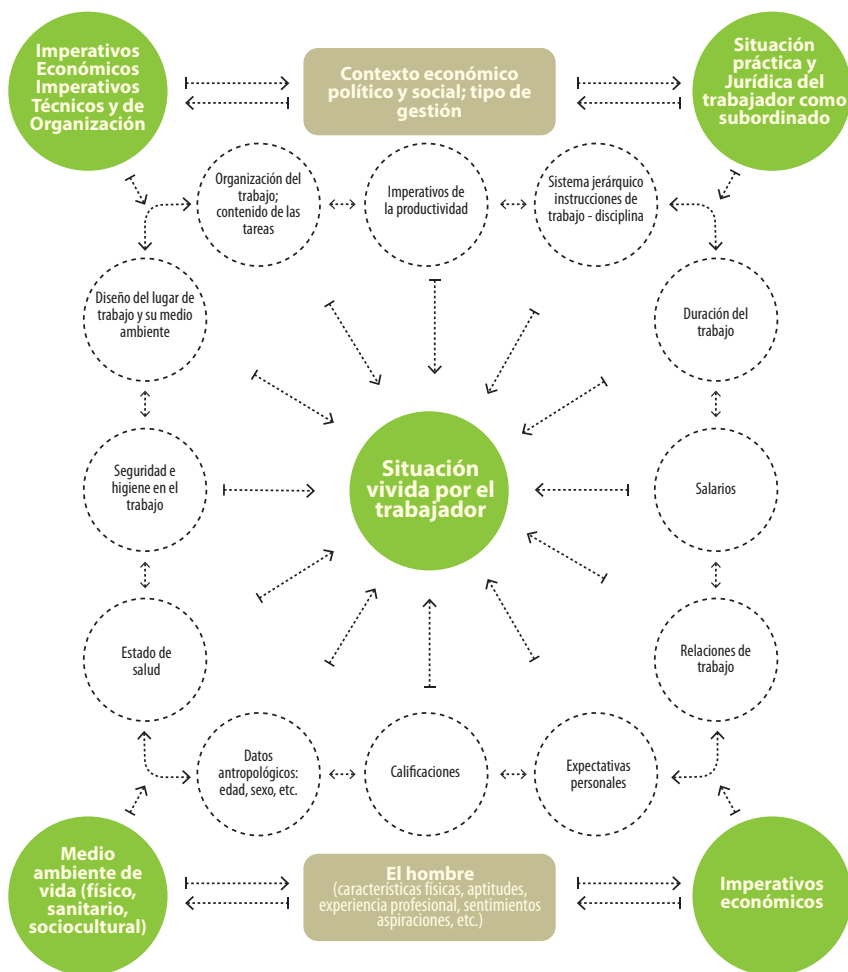 Imperativos
Económicos
Imperativos
Técnicos y de
Organización
Contexto económico
político y social; tipo de
gestión
Situación
práctica y
Jurídica del
trabajador como
subordinado
Organización del
trabajo;
contenido de las
tareas
Imperativos de
la productividad
Sistema jerárquico
instrucciones de
trabajo - disciplina
Diseño del lugar de
trabajo y su medio
ambiente
Duración del
trabajo
Seguridad e
higiene en el
trabajo
Situación
vivida por el
trabajador
Salarios
Estado de
salud
Relaciones de
trabajo
Datos
antropológicos:
edad, sexo, etc.
Calificaciones
Expectativas
personales
Medio
ambiente de
vida (físico,
sanitario,
sociocultural)
El hombre
(características físicas, aptitudes,
experiencia profesional, sentimientos
aspiraciones, etc.)
Imperativos
económicos